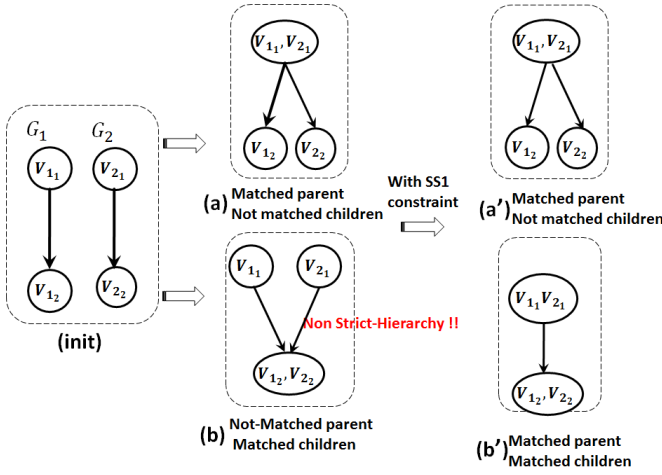 G₁ G₂
V₁₁
V₂₁
V₁₂
V₂₂
(init)
V₁₁,V₂₁
V₁₂
V₂₂
(a) Matched parent
Not matched children
V₁₁
V₂₁
Non Strict-Hierarchy !!
V₁₂,V₂₂
(b) Not-Matched parent
Matched children
With SS1
constraint
V₁₁,V₂₁
V₁₂
V₂₂
(a') Matched parent
Not matched children
V₁₁V₂₁
V₁₂,V₂₂
(b') Matched parent
Matched children